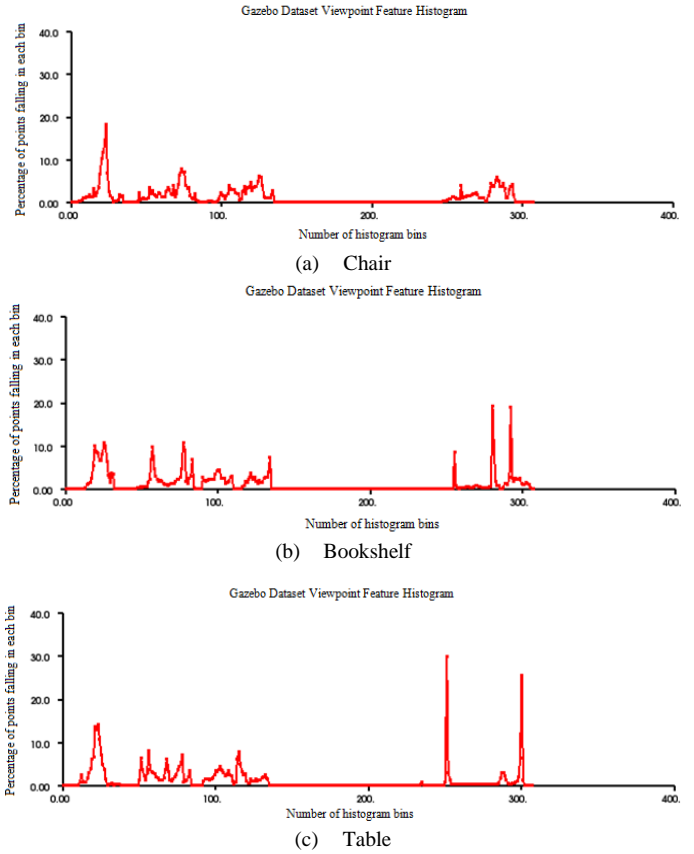 Gazebo Dataset Viewpoint Feature Histogram
Percentage of points falling in each bin
40.0
30.0
20.0
10.0
0.00
0.00 100. 200. 300. 400.
Number of histogram bins
(a) Chair
Gazebo Dataset Viewpoint Feature Histogram
Percentage of points falling in each bin
40.0
30.0
20.0
10.0
0.00
0.00 100. 200. 300. 400.
Number of histogram bins
(b) Bookshelf
Gazebo Dataset Viewpoint Feature Histogram
Percentage of points falling in each bin
40.0
30.0
20.0
10.0
0.00
0.00 100. 200. 300. 400.
Number of histogram bins
(c) Table